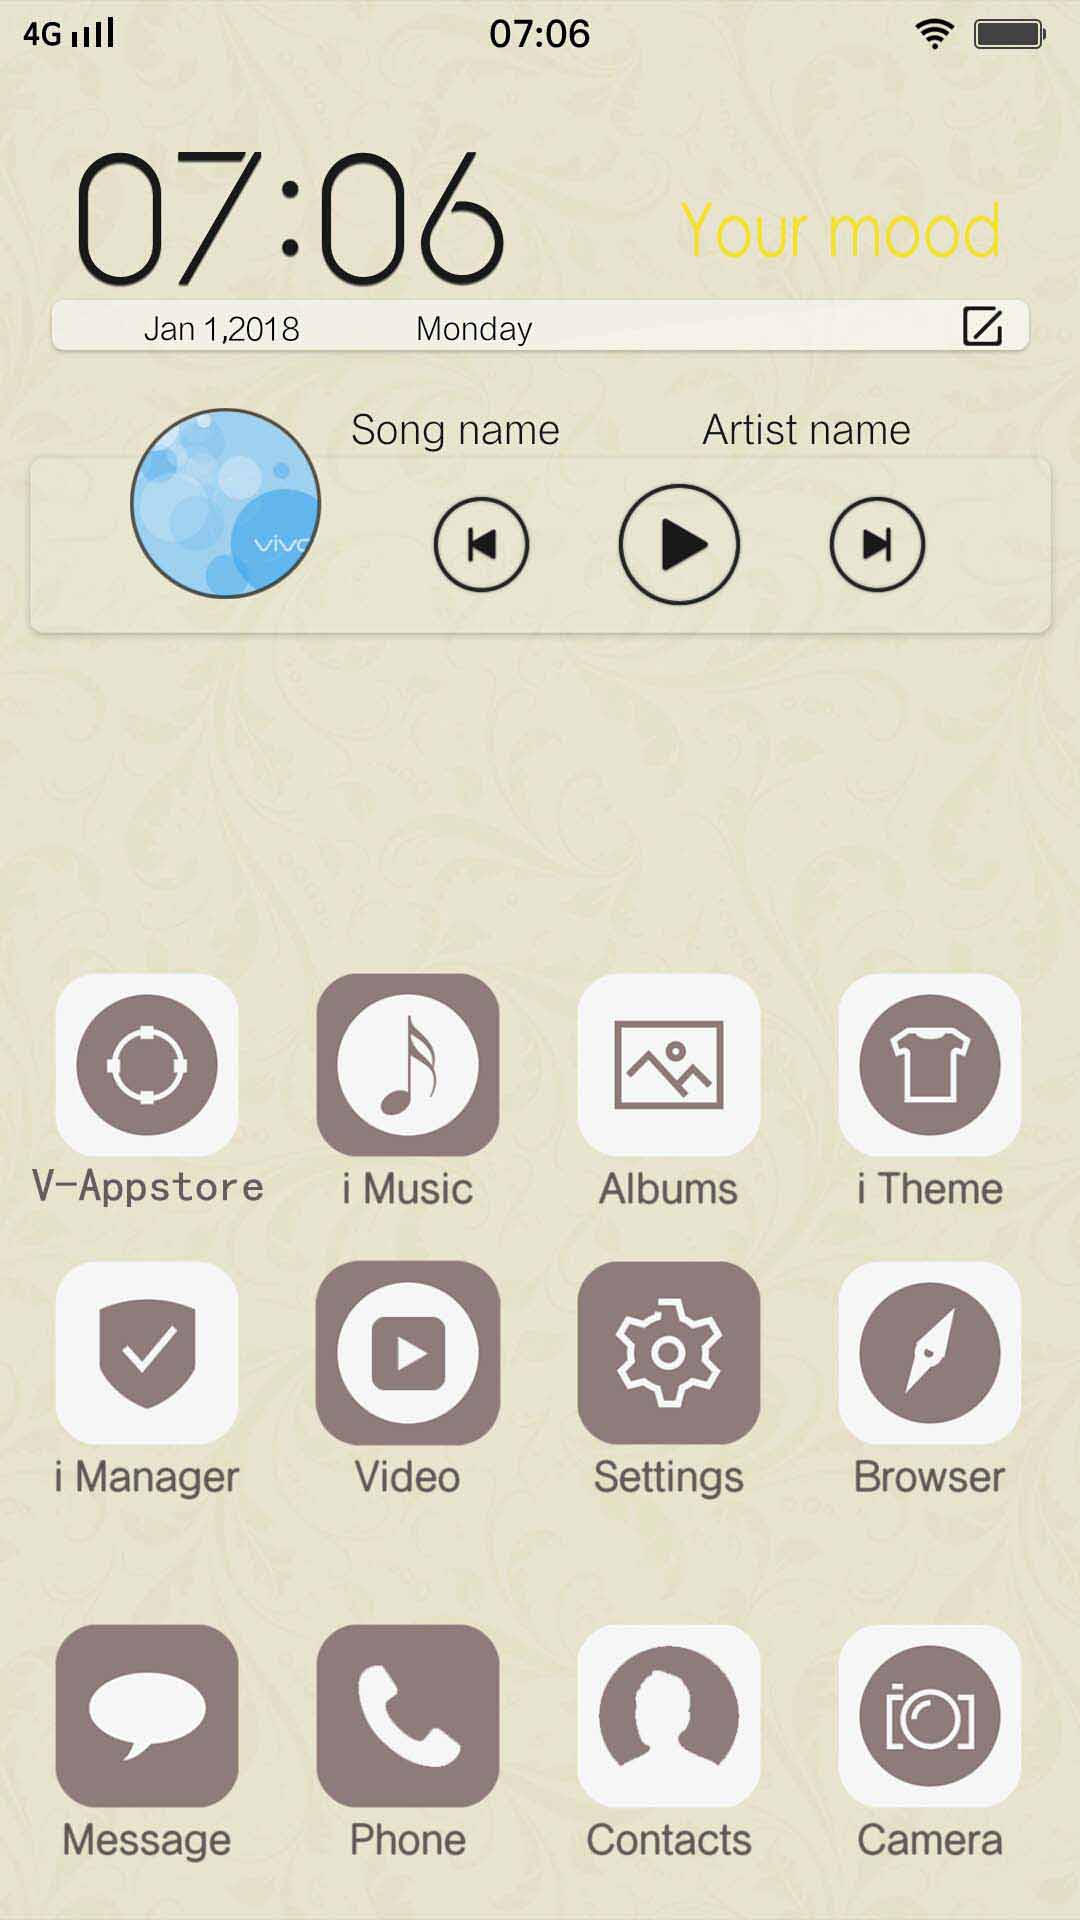 4G 07:06
07:06
Your mood
Jan 1,2018 Monday
Song name Artist name
vivo
V-Appstore i Music Albums i Theme
i Manager Video Settings Browser
Message Phone Contacts Camera